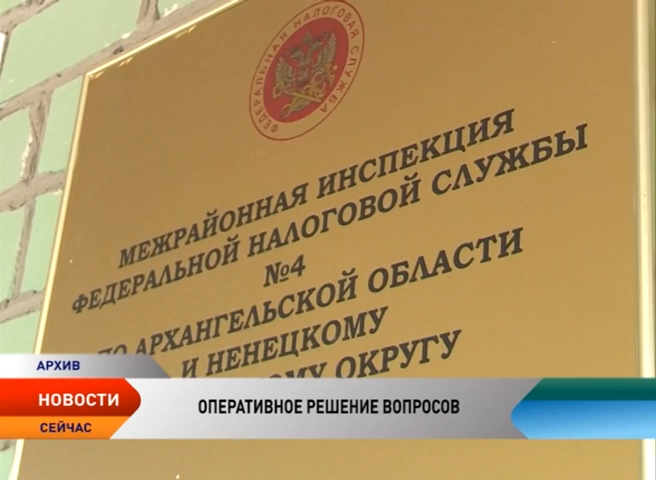 ФЕДЕРАЛЬНАЯ НАЛОГОВАЯ СЛУЖБА
МЕЖРАЙОННАЯ ИНСПЕКЦИЯ
ФЕДЕРАЛЬНОЙ НАЛОГОВОЙ СЛУЖБЫ
№4
ПО АРХАНГЕЛЬСКОЙ ОБЛАСТИ
И НЕНЕЦКОМУ
ОКРУГУ
АРХИВ
НОВОСТИ
СЕЙЧАС
ОПЕРАТИВНОЕ РЕШЕНИЕ ВОПРОСОВ